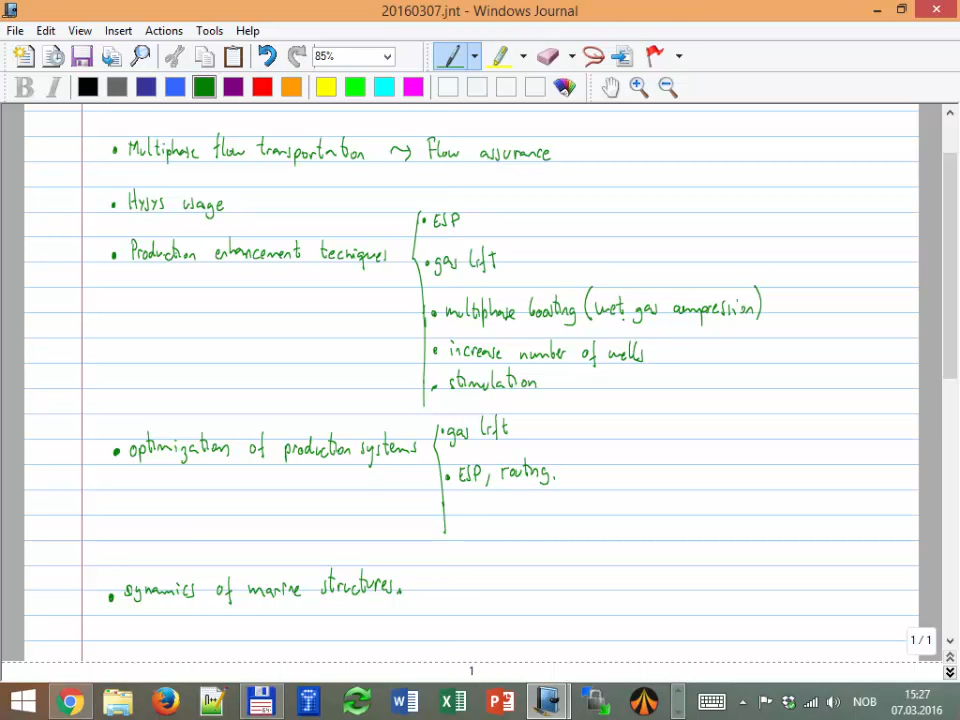 20160307.jnt - Windows Journal
File Edit View Insert Actions Tools Help
85%
B I
• Multiphase flow transportation ~> Flow assurance
• Hysys usage
• ESP
• Production enhancement tecniques
• gas lift
• multiphase boosting (wet gas compression)
• increase number of wells
• stimulation
• gas lift
• optimization of production systems
• ESP, routing.
• dynamics of marine structures.
1 / 1
1
15:27
NOB
07.03.2016